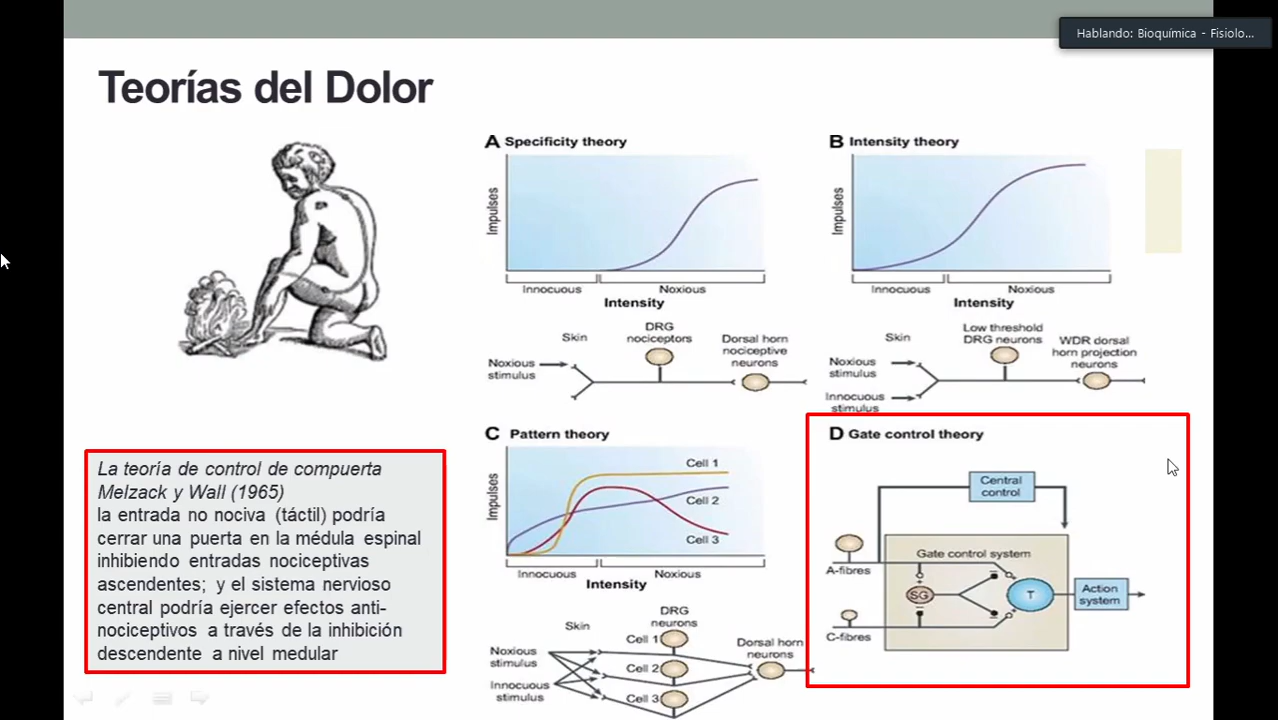 Hablando: Bioquímica - Fisiolo...
Teorías del Dolor
A Specificity theory
Impulses
Innocuous
Noxious
Intensity
Skin
DRG
nociceptors
Dorsal horn
nociceptive
neurons
Noxious
stimulus
B Intensity theory
Impulses
Innocuous
Noxious
Intensity
Skin
Low threshold
DRG neurons
WDR dorsal
horn projection
neurons
Noxious
stimulus
Innocuous
stimulus
La teoría de control de compuerta
Melzack y Wall (1965)
la entrada no nociva (táctil) podría
cerrar una puerta en la médula espinal
inhibiendo entradas nociceptivas
ascendentes; y el sistema nervioso
central podría ejercer efectos anti-
nociceptivos a través de la inhibición
descendente a nivel medular
C Pattern theory
Impulses
Cell 1
Cell 2
Cell 3
Innocuous
Noxious
Intensity
Skin
DRG
neurons
Cell 1
Cell 2
Cell 3
Dorsal horn
neurons
Noxious
stimulus
Innocuous
stimulus
D Gate control theory
Central
control
Gate control system
A-fibres
SG
T
Action
system
C-fibres